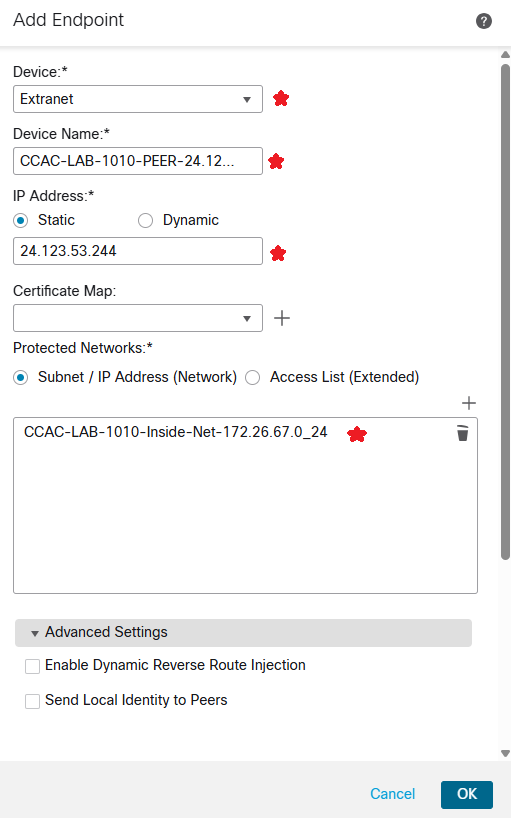 Add Endpoint ?
Device:*
Extranet
Device Name:*
CCAC-LAB-1010-PEER-24.12...
IP Address:*
Static Dynamic
24.123.53.244
Certificate Map:
Protected Networks:*
Subnet / IP Address (Network) Access List (Extended)
CCAC-LAB-1010-Inside-Net-172.26.67.0_24
Advanced Settings
Enable Dynamic Reverse Route Injection
Send Local Identity to Peers
Cancel OK